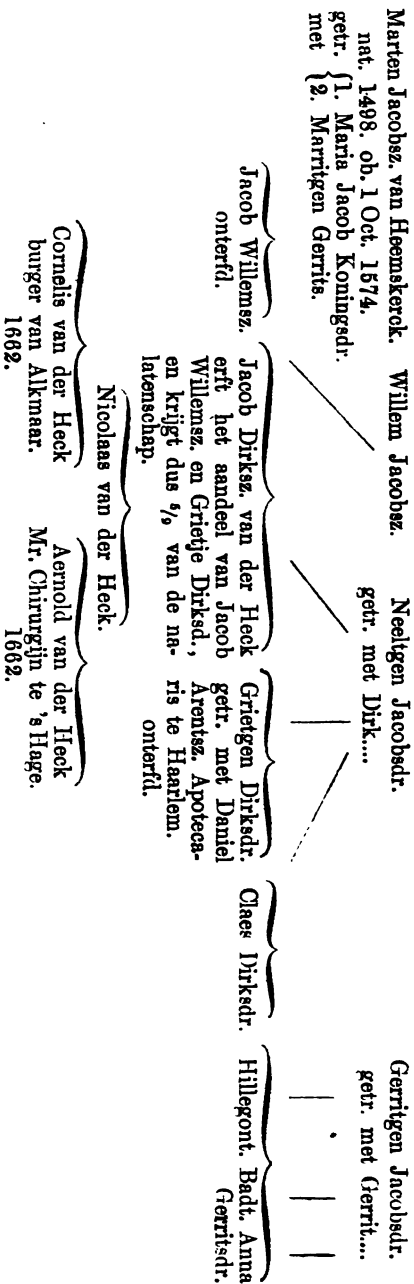 Marten Jacobsz. van Heemskerck.
nat. 1498. ob. 1 Oct. 1574.
getr. {1. Maria Jacob Koningsdr.
met {2. Marritgen Gerrits.
Willem Jacobsz.
Neeltgen Jacobsdr.
getr. met Dirk....
Gerritgen Jacobsdr.
getr. met Gerrit....
Jacob Willemsz.
onterfd.
Jacob Dirksz. van der Heck
erft het aandeel van Jacob
Willemsz. en Grietje Dirksd.,
en krijgt dus 5/9 van de na-
latenschap.
Grietgen Dirksdr.
getr. met Daniel
Arentsz. Apoteca-
ris te Haarlem.
onterfd.
Claes Dirksdr.
Hillegont. Badt. Anna
Gerritsdr.
Nicolaas van der Heck.
Cornelis van der Heck
burger van Alkmaar.
1662.
Aernold van der Heck
Mr. Chirurgijn te 's Hage.
1662.